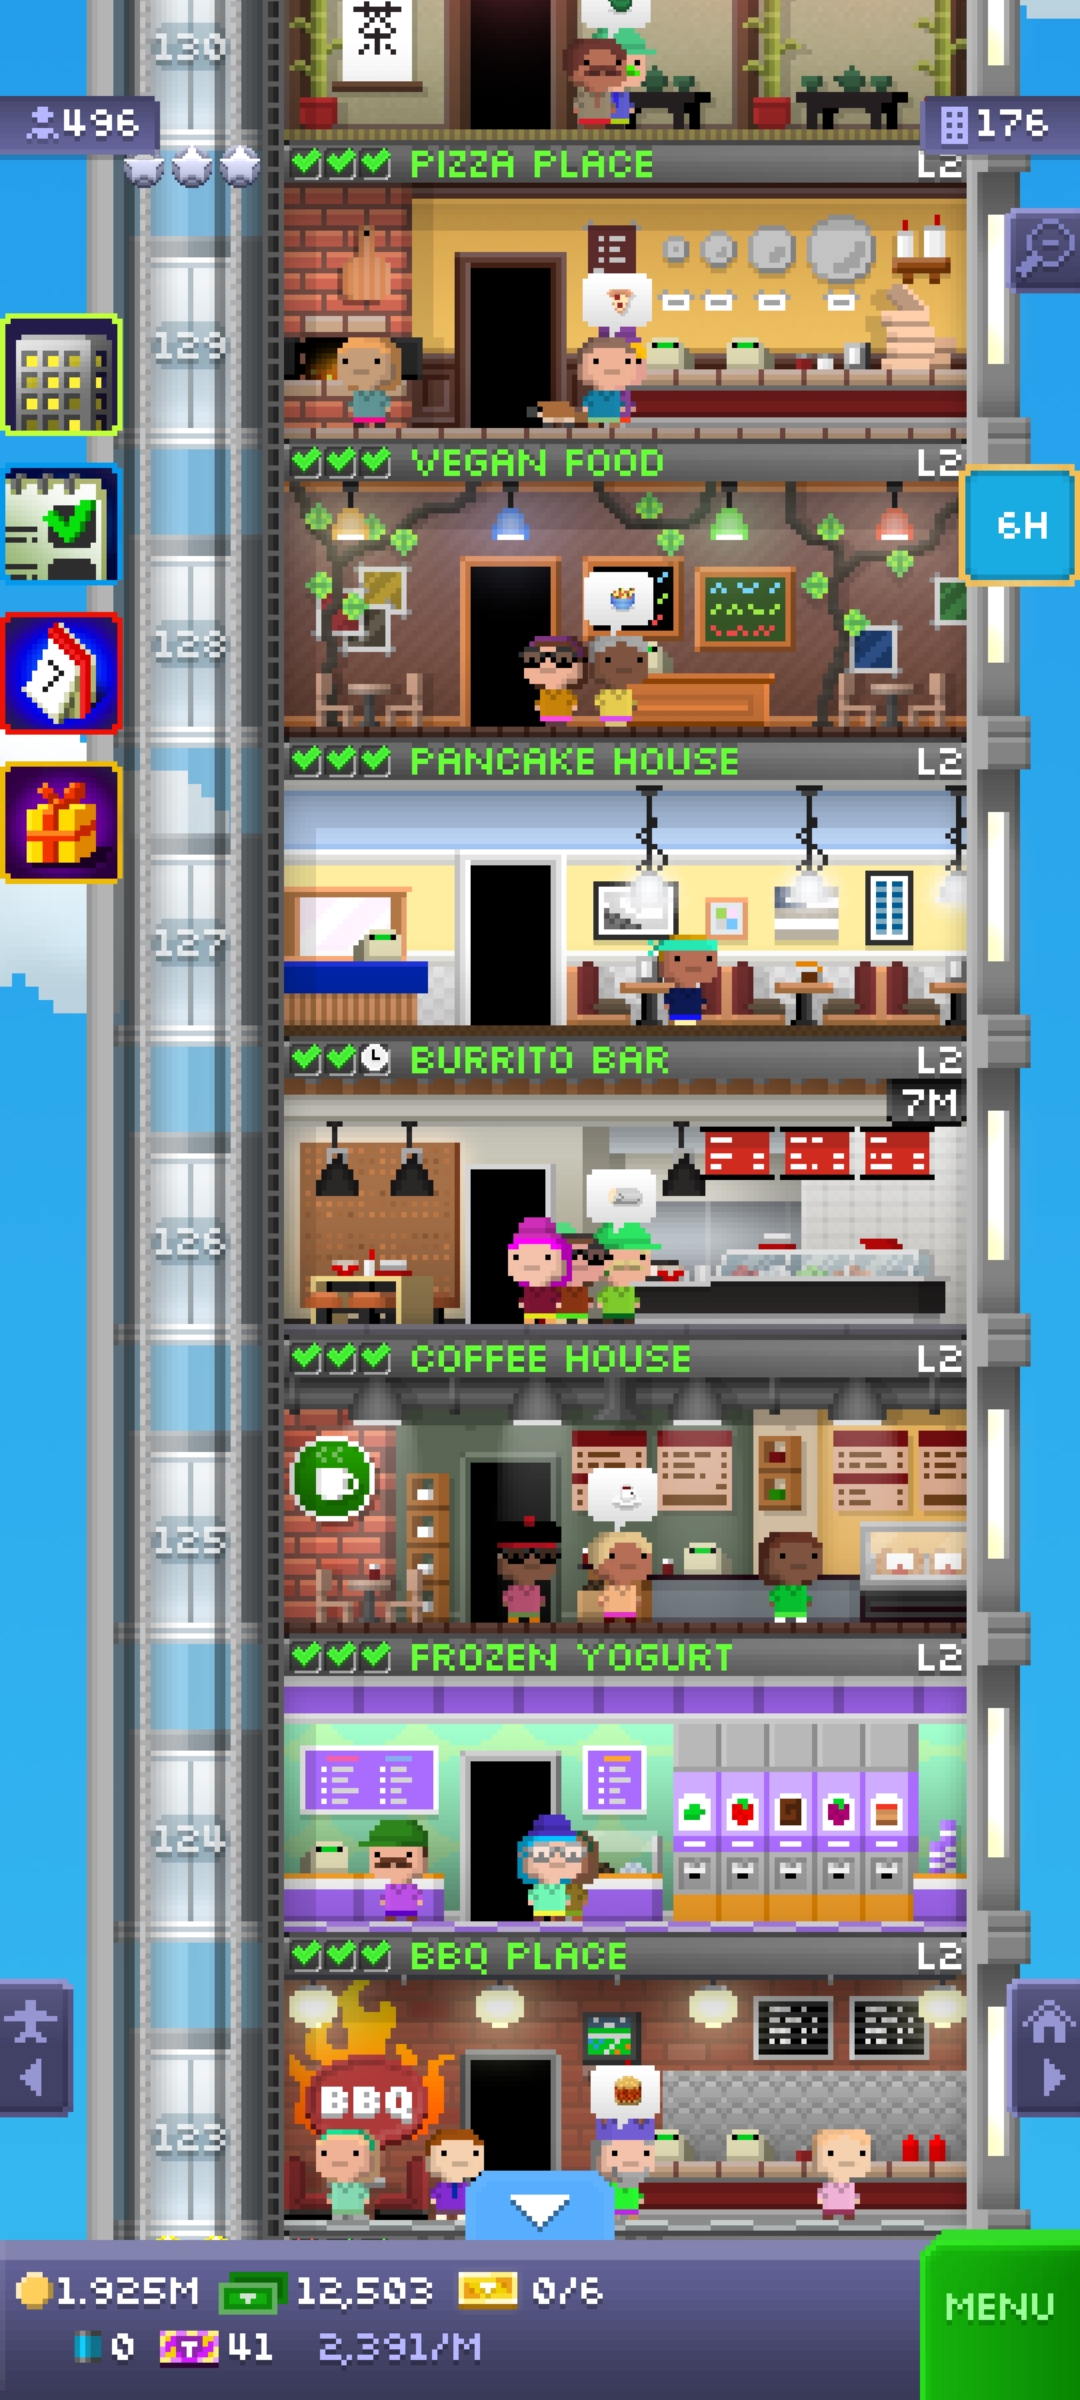 130
茶
496
176
PIZZA PLACE L2
129
VEGAN FOOD L2
6H
128
PANCAKE HOUSE L2
127
BURRITO BAR L2
7M
126
COFFEE HOUSE L2
125
FROZEN YOGURT L2
124
BBQ PLACE L2
BBQ
123
1.925M 12,503 0/6
MENU
0 41 2,391/M